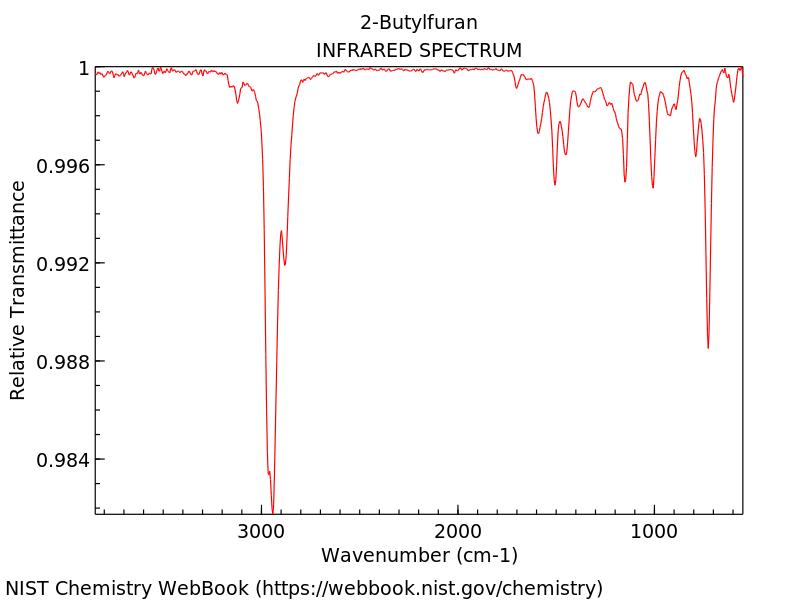 2-Butylfuran
INFRARED SPECTRUM
1
0.996
0.992
0.988
0.984
Relative Transmittance
3000 2000 1000
Wavenumber (cm-1)
NIST Chemistry WebBook (https://webbook.nist.gov/chemistry)